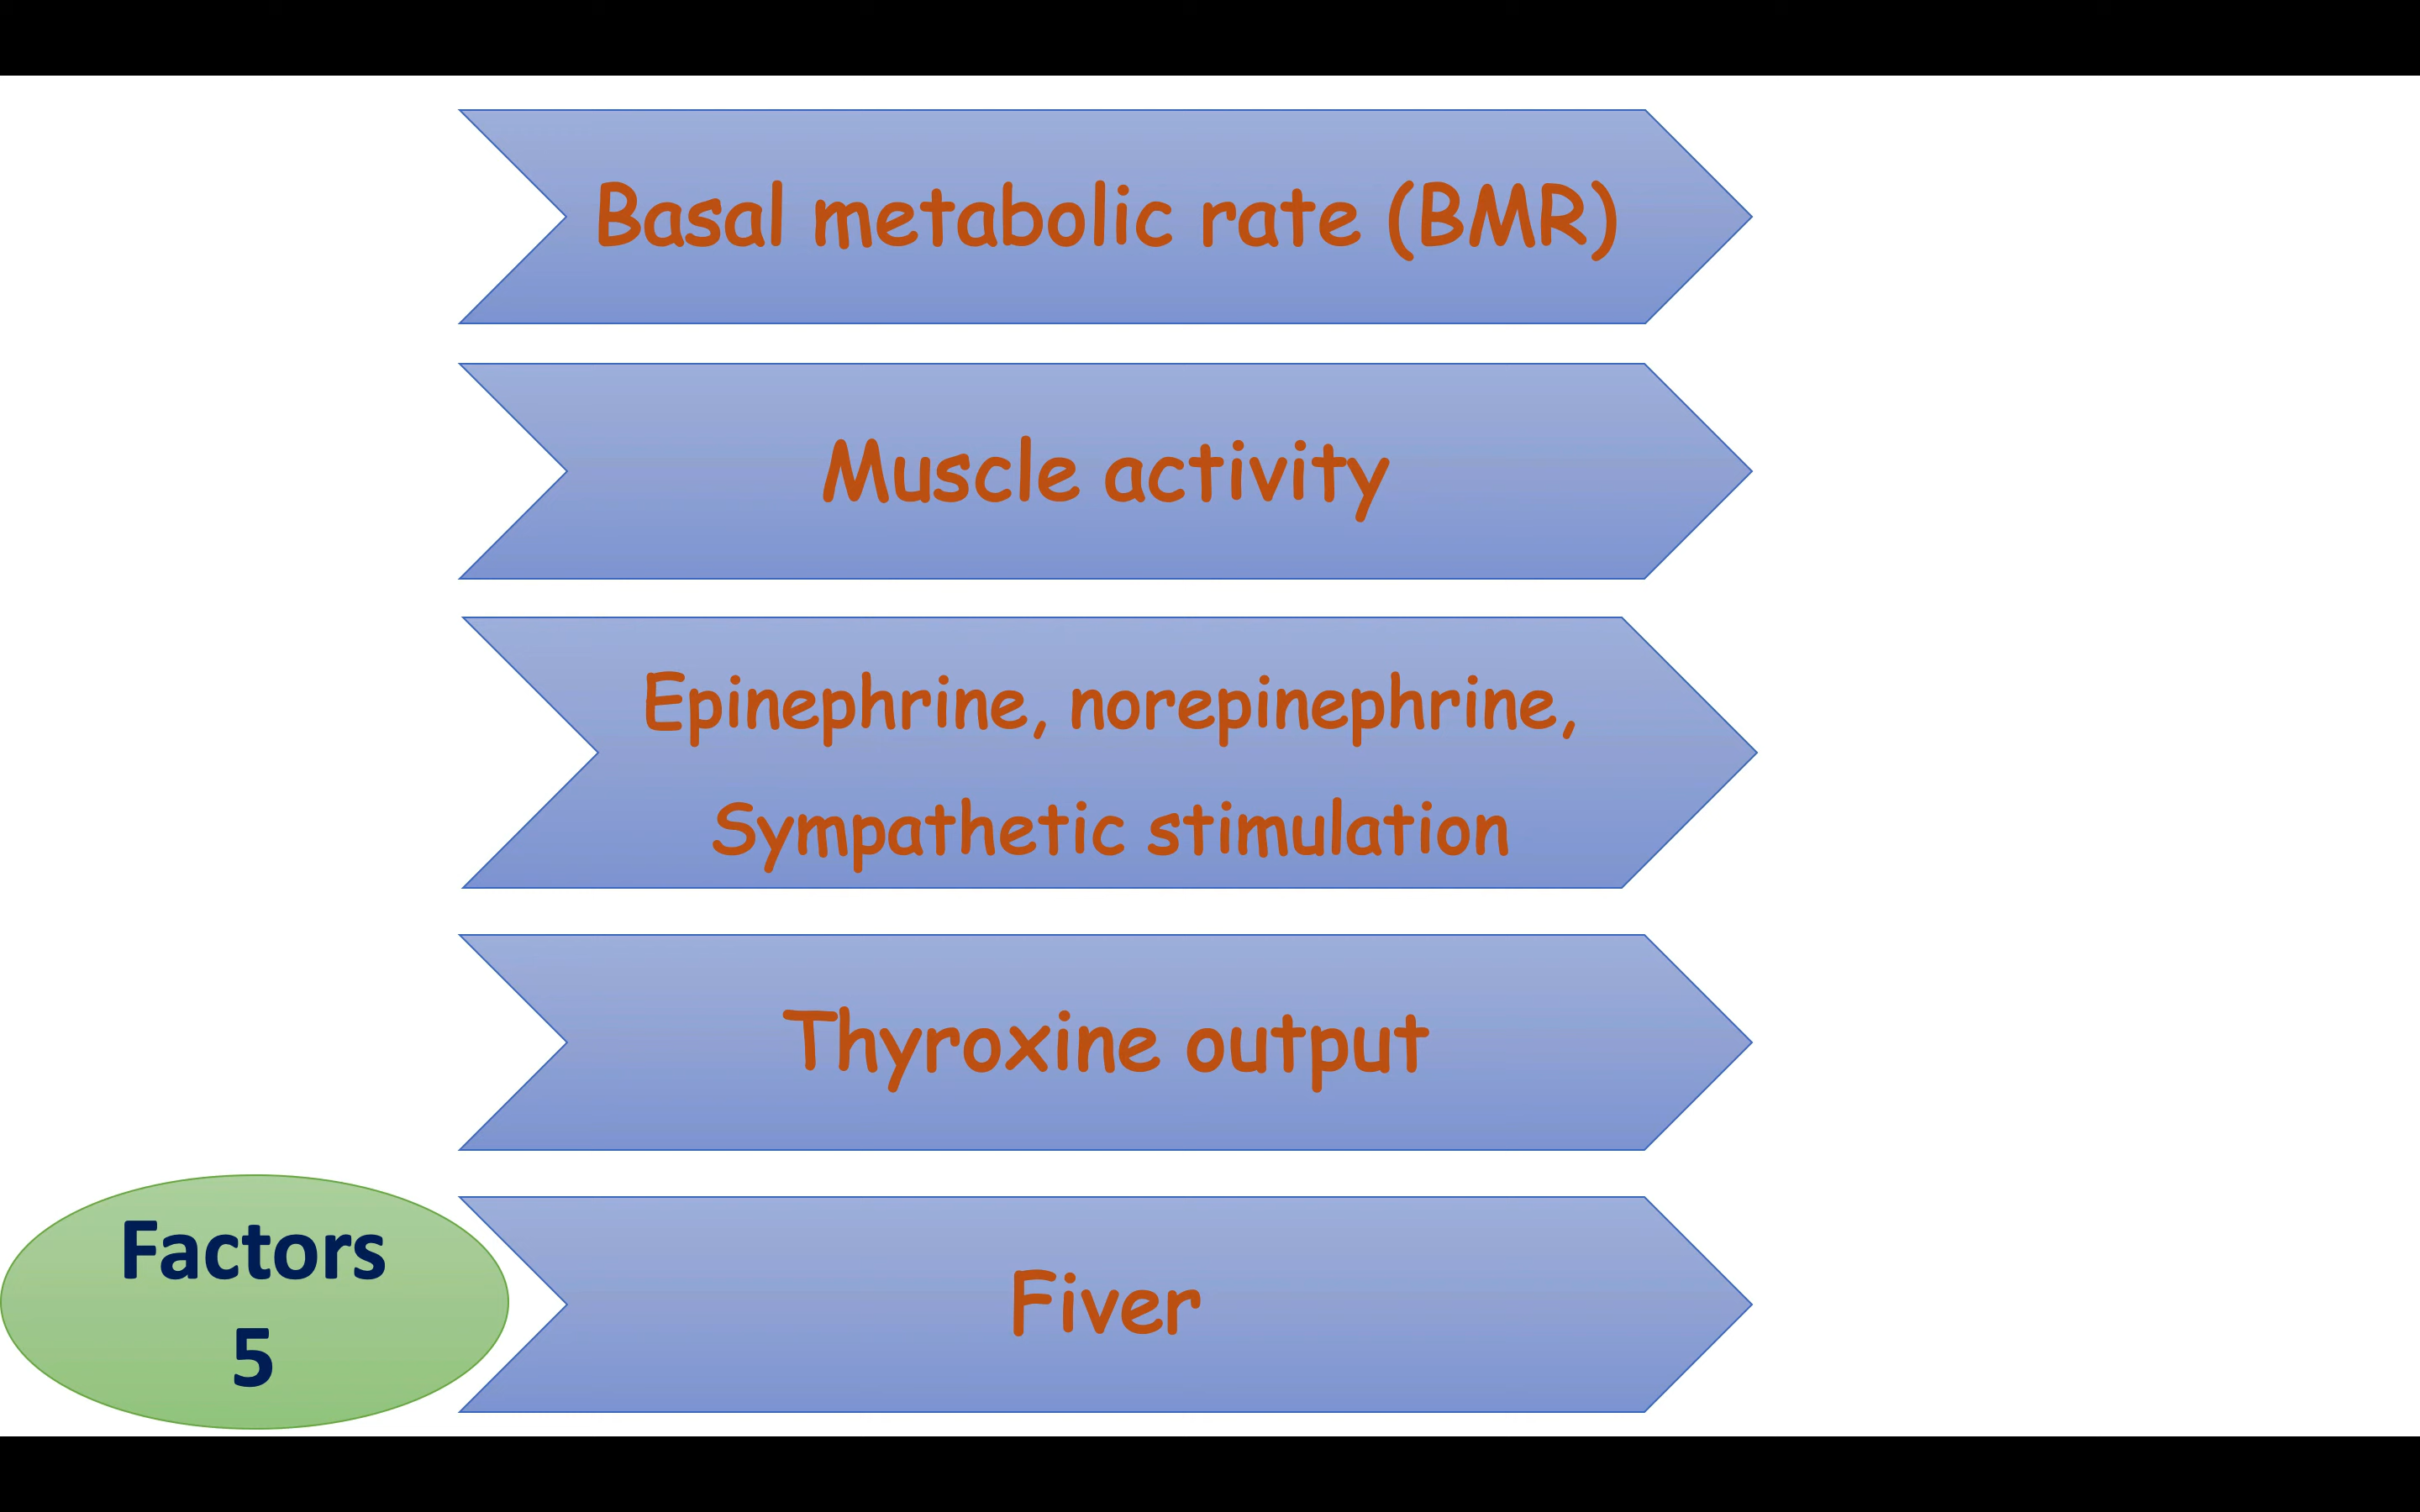 Basal metabolic rate (BMR)
Muscle activity
Epinephrine, norepinephrine,
Sympathetic stimulation
Thyroxine output
Factors
5
Fiver